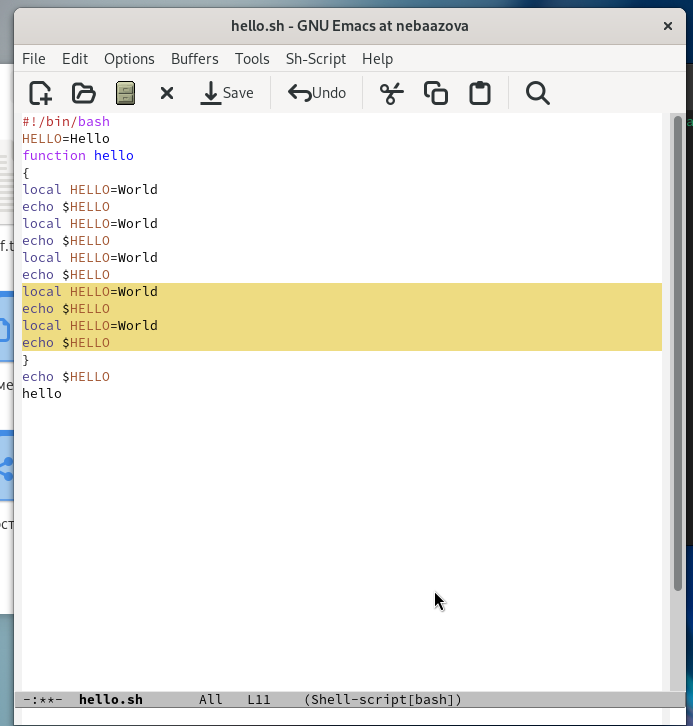 hello.sh - GNU Emacs at nebaazova
File Edit Options Buffers Tools Sh-Script Help
Save Undo
#!/bin/bash
HELLO=Hello
function hello
{
local HELLO=World
echo $HELLO
local HELLO=World
echo $HELLO
local HELLO=World
echo $HELLO
local HELLO=World
echo $HELLO
local HELLO=World
echo $HELLO
}
echo $HELLO
hello
-:**- hello.sh All L11 (Shell-script[bash])